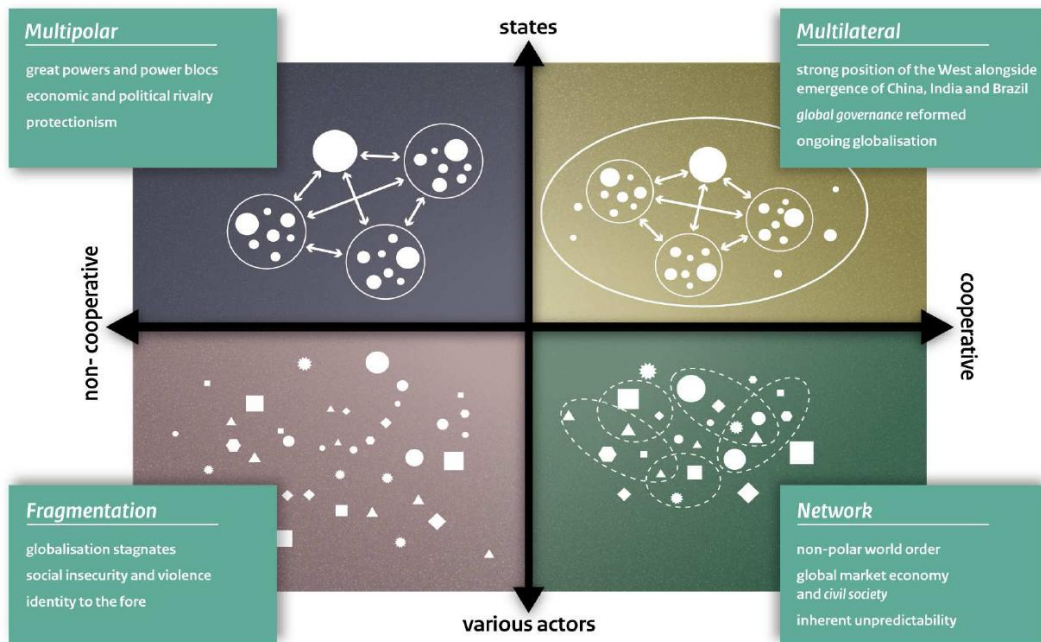 states
Multipolar
great powers and power blocs
economic and political rivalry
protectionism
Multilateral
strong position of the West alongside
emergence of China, India and Brazil
global governance reformed
ongoing globalisation
non- cooperative
cooperative
Fragmentation
globalisation stagnates
social insecurity and violence
identity to the fore
Network
non-polar world order
global market economy
and civil society
inherent unpredictability
various actors